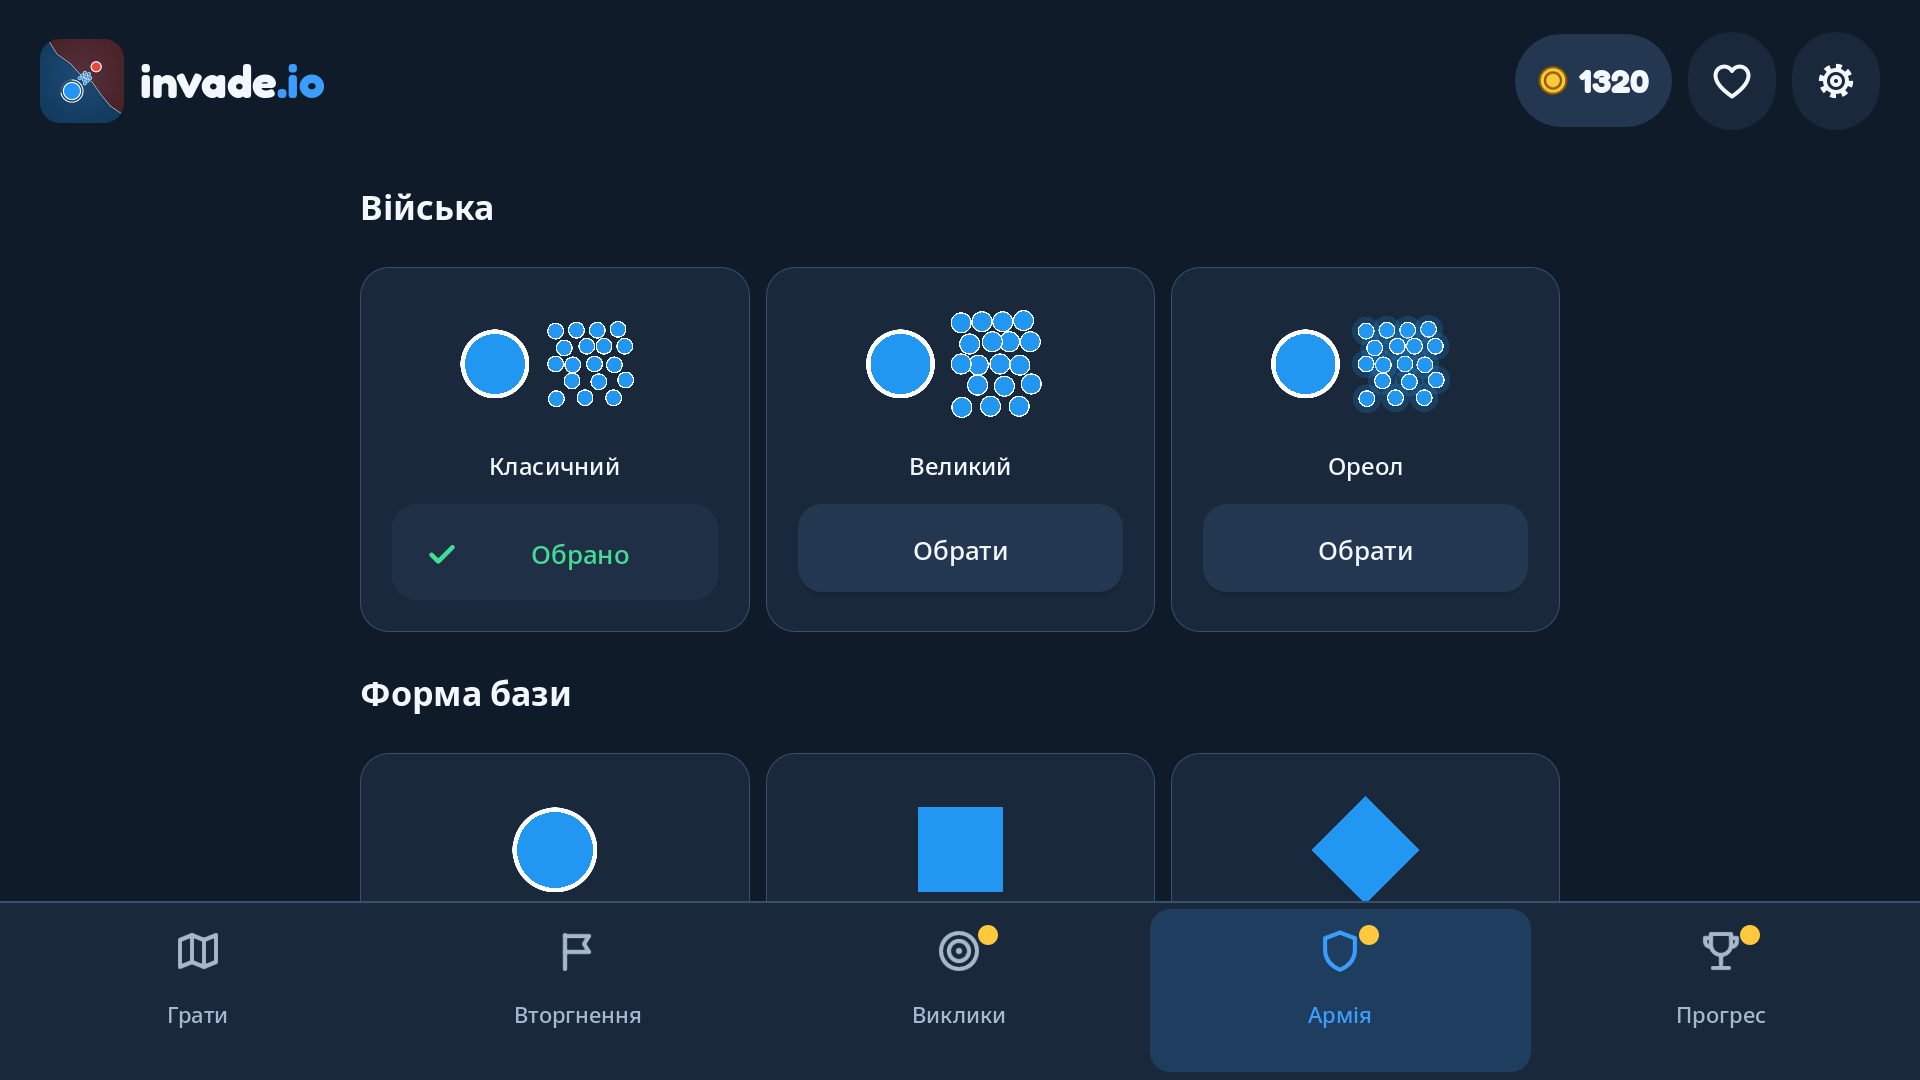 invade.io
1320
Війська
Класичний
Великий
Ореол
Обрано
Обрати
Обрати
Форма бази
Грати
Вторгнення
Виклики
Армія
Прогрес